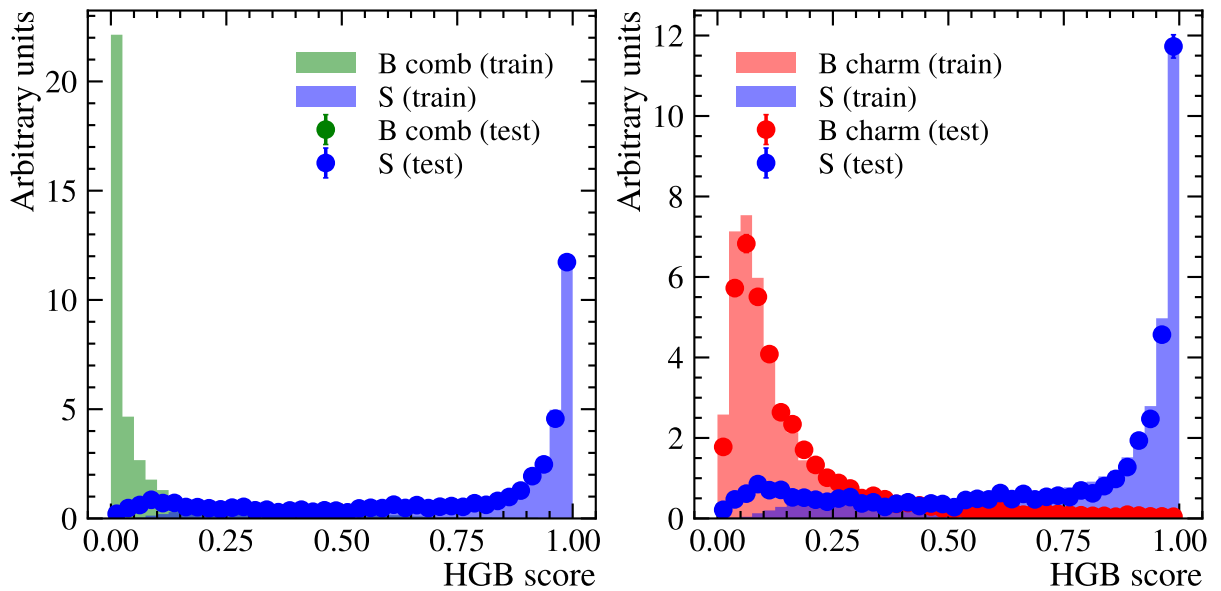 Arbitrary units
20
15
10
5
0
B comb (train)
S (train)
B comb (test)
S (test)
0.00 0.25 0.50 0.75 1.00
HGB score
Arbitrary units
12
10
8
6
4
2
0
B charm (train)
S (train)
B charm (test)
S (test)
0.00 0.25 0.50 0.75 1.00
HGB score